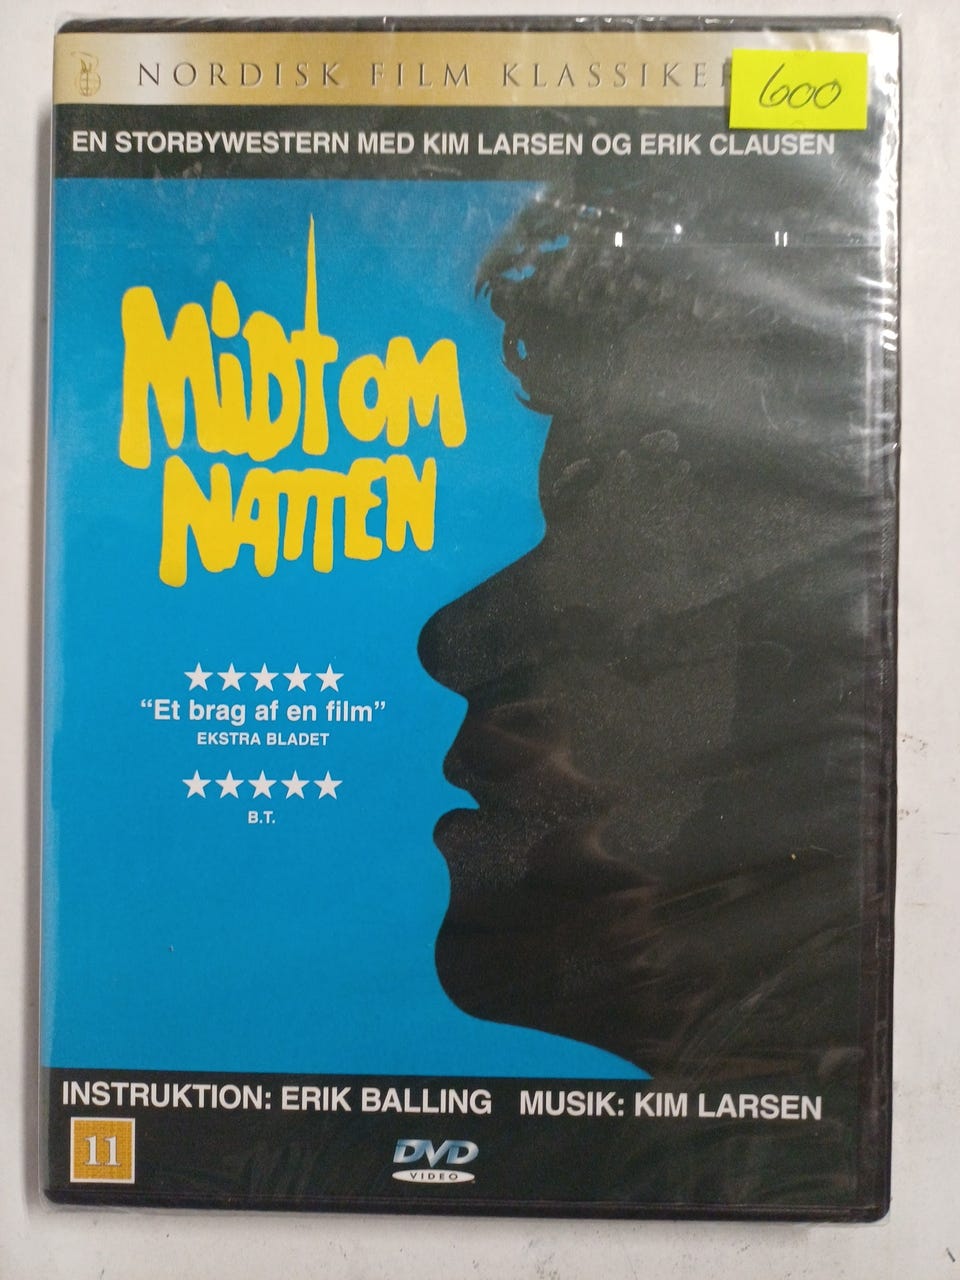 NORDISK FILM KLASSIKER
600
EN STORBYWESTERN MED KIM LARSEN OG ERIK CLAUSEN
MiDT OM
NATTEN
★★★★★
“Et brag af en film”
EKSTRA BLADET
★★★★★
B.T.
INSTRUKTION: ERIK BALLING MUSIK: KIM LARSEN
11
DVD
VIDEO